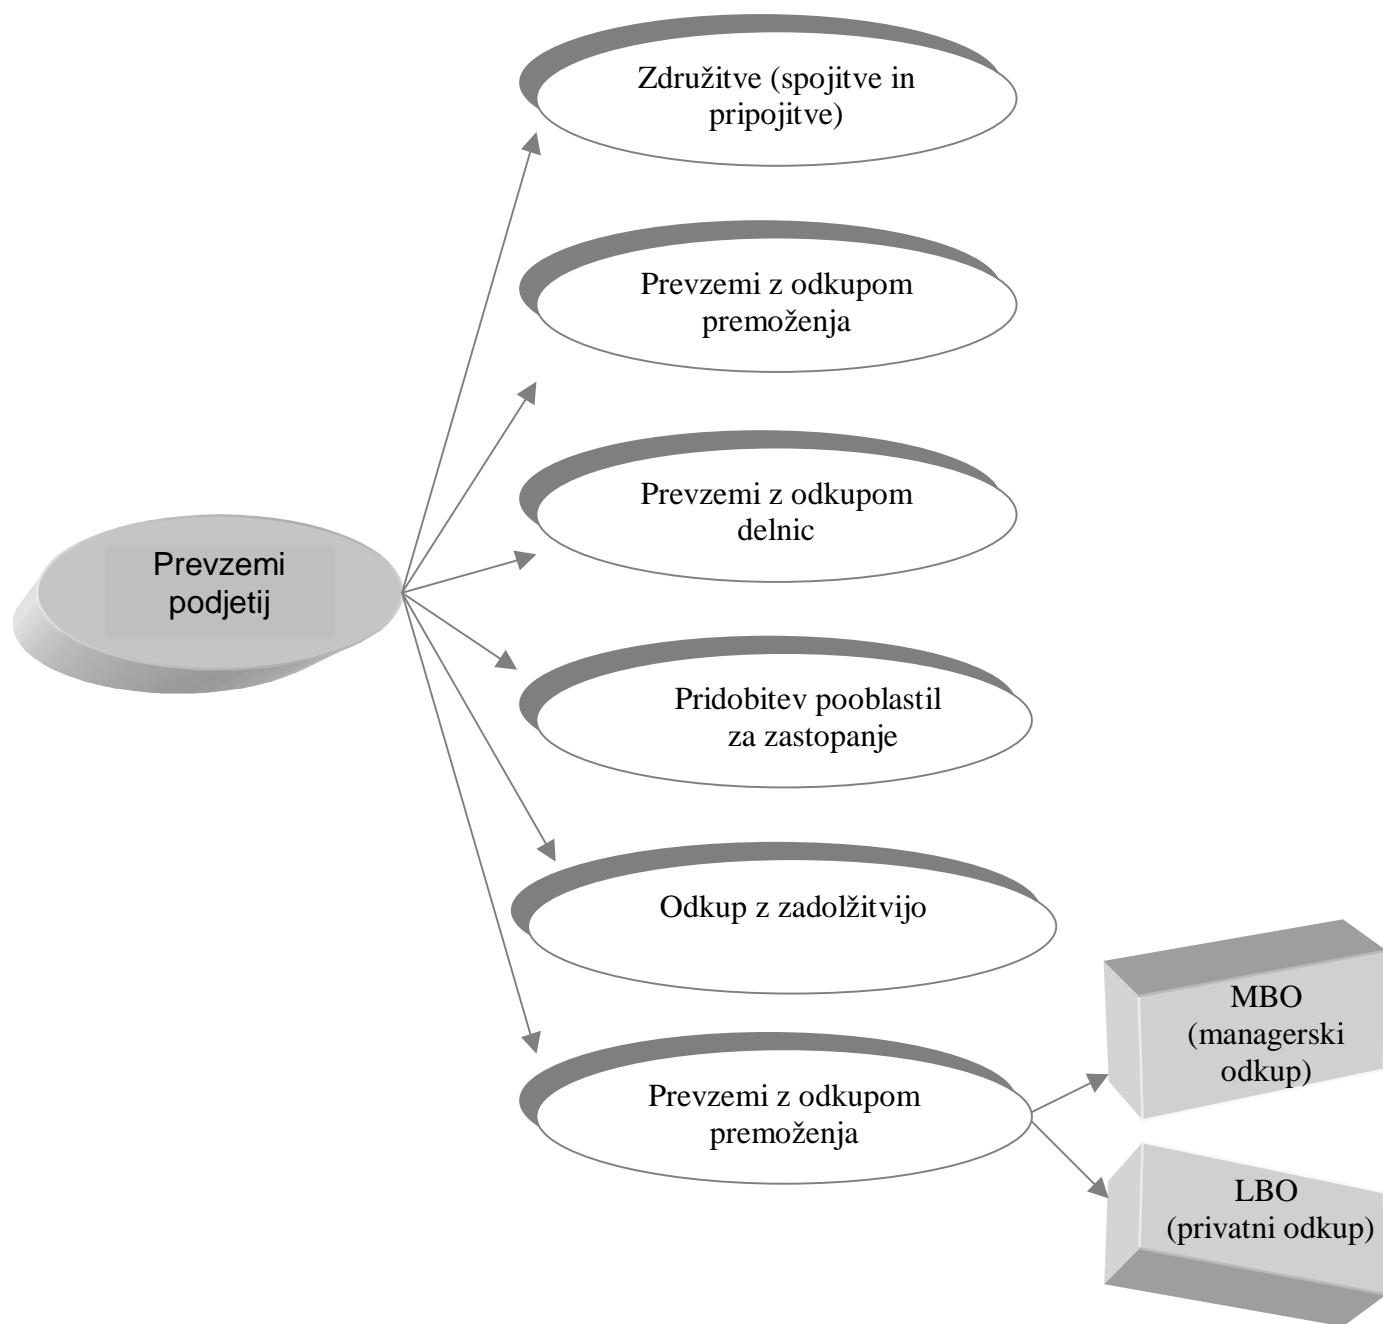 Združitve (spojitve in
pripojitve)
Prevzemi z odkupom
premoženja
Prevzemi z odkupom
delnic
Prevzemi
podjetij
Pridobitev pooblastil
za zastopanje
Odkup z zadolžitvijo
Prevzemi z odkupom
premoženja
MBO
(managerski
odkup)
LBO
(privatni odkup)